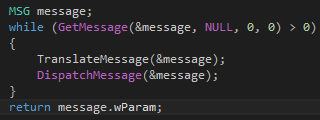 MSG message;
while (GetMessage(&message, NULL, 0, 0) > 0)
{
    TranslateMessage(&message);
    DispatchMessage(&message);
}
return message.wParam;